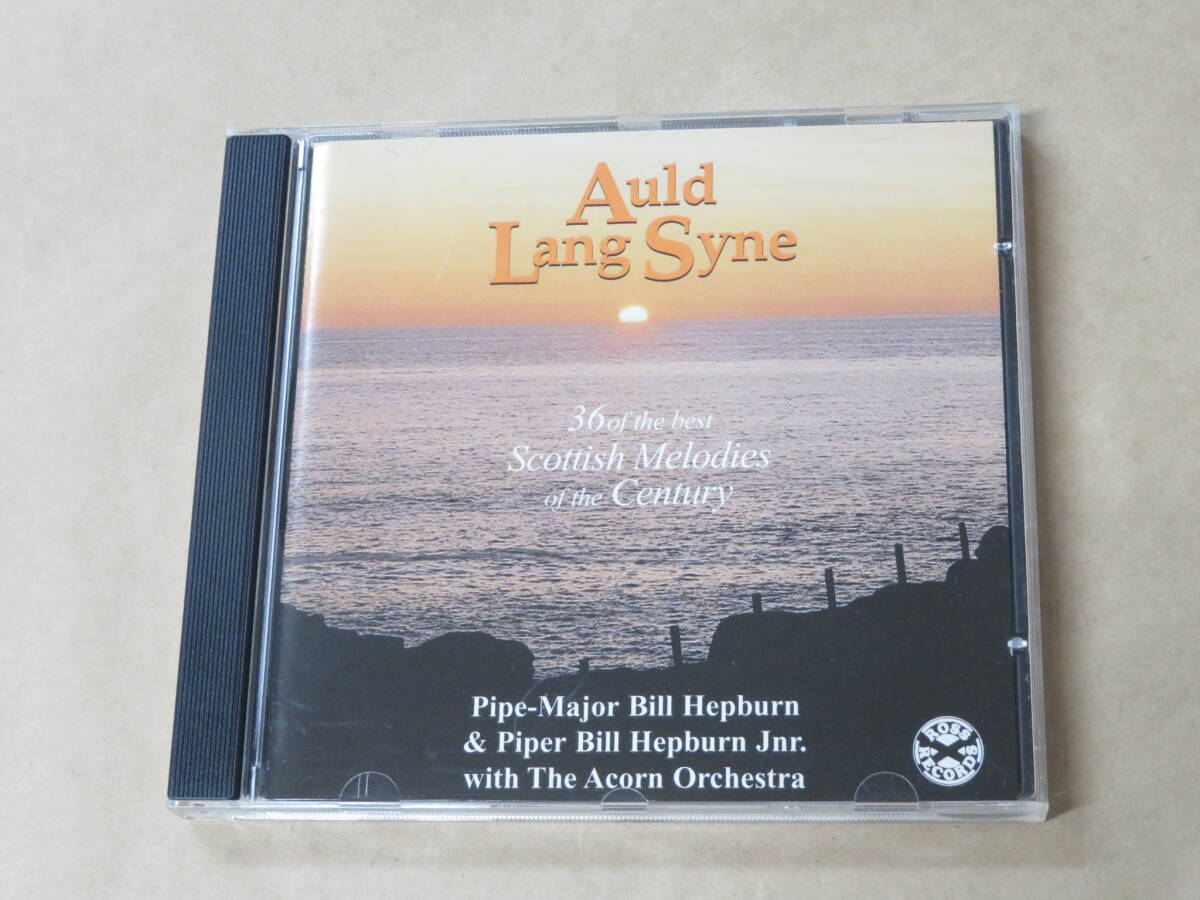 Auld
Lang Syne
36 of the best
Scottish Melodies
of the Century
Pipe-Major Bill Hepburn
& Piper Bill Hepburn Jnr.
with The Acorn Orchestra
ROSS
RECORDS